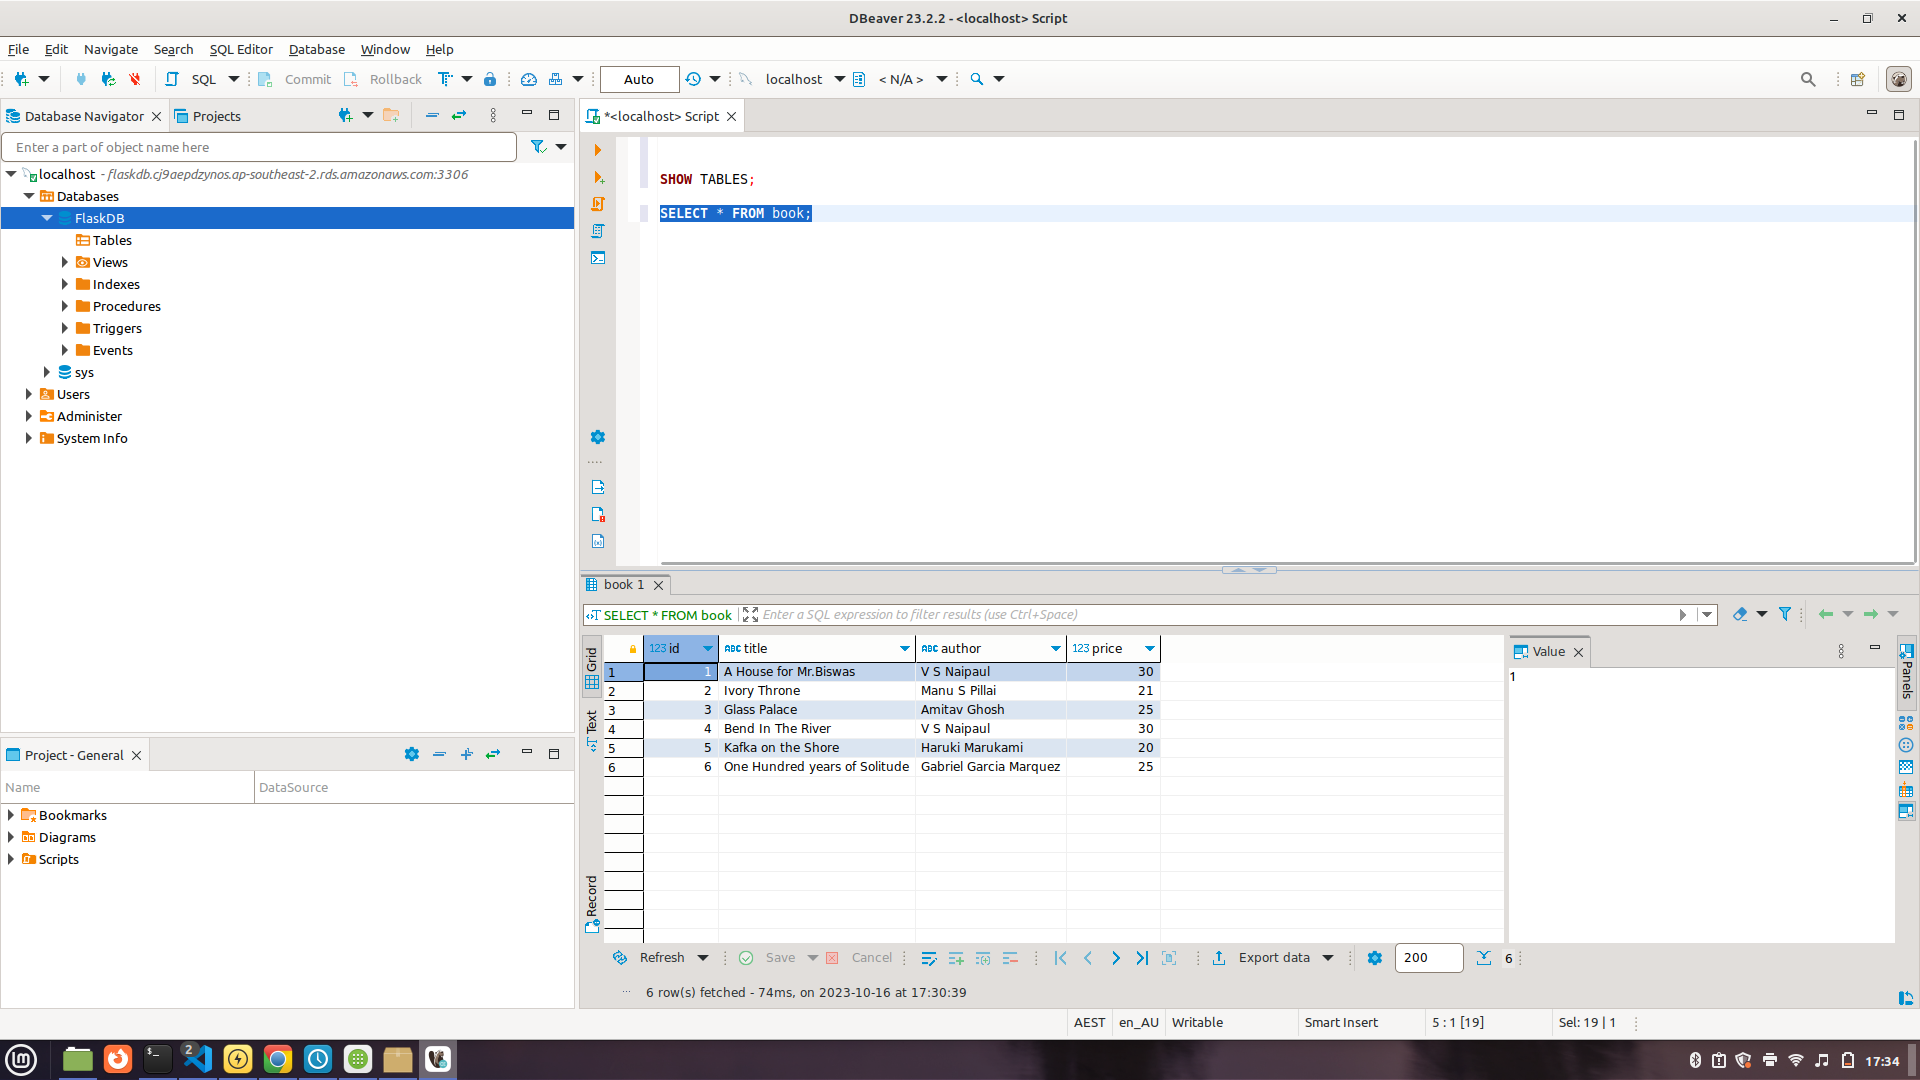 DBeaver 23.2.2 - <localhost> Script
File Edit Navigate Search SQL Editor Database Window Help
SQL Commit Rollback Auto localhost < N/A >
Database Navigator Projects
Enter a part of object name here
localhost - flaskdb.cj9aepdzynos.ap-southeast-2.rds.amazonaws.com:3306
Databases
FlaskDB
Tables
Views
Indexes
Procedures
Triggers
Events
sys
Users
Administer
System Info
Project - General
Name DataSource
Bookmarks
Diagrams
Scripts
*<localhost> Script
SHOW TABLES;
SELECT * FROM book;
book 1
SELECT * FROM book Enter a SQL expression to filter results (use Ctrl+Space)
Grid
Text
Record
123 id ABC title ABC author 123 price
1 1 A House for Mr.Biswas V S Naipaul 30
2 2 Ivory Throne Manu S Pillai 21
3 3 Glass Palace Amitav Ghosh 25
4 4 Bend In The River V S Naipaul 30
5 5 Kafka on the Shore Haruki Marukami 20
6 6 One Hundred years of Solitude Gabriel Garcia Marquez 25
Value
1
Panels
Refresh Save Cancel Export data 200 6
6 row(s) fetched - 74ms, on 2023-10-16 at 17:30:39
AEST en_AU Writable Smart Insert 5 : 1 [19] Sel: 19 | 1
2
17:34